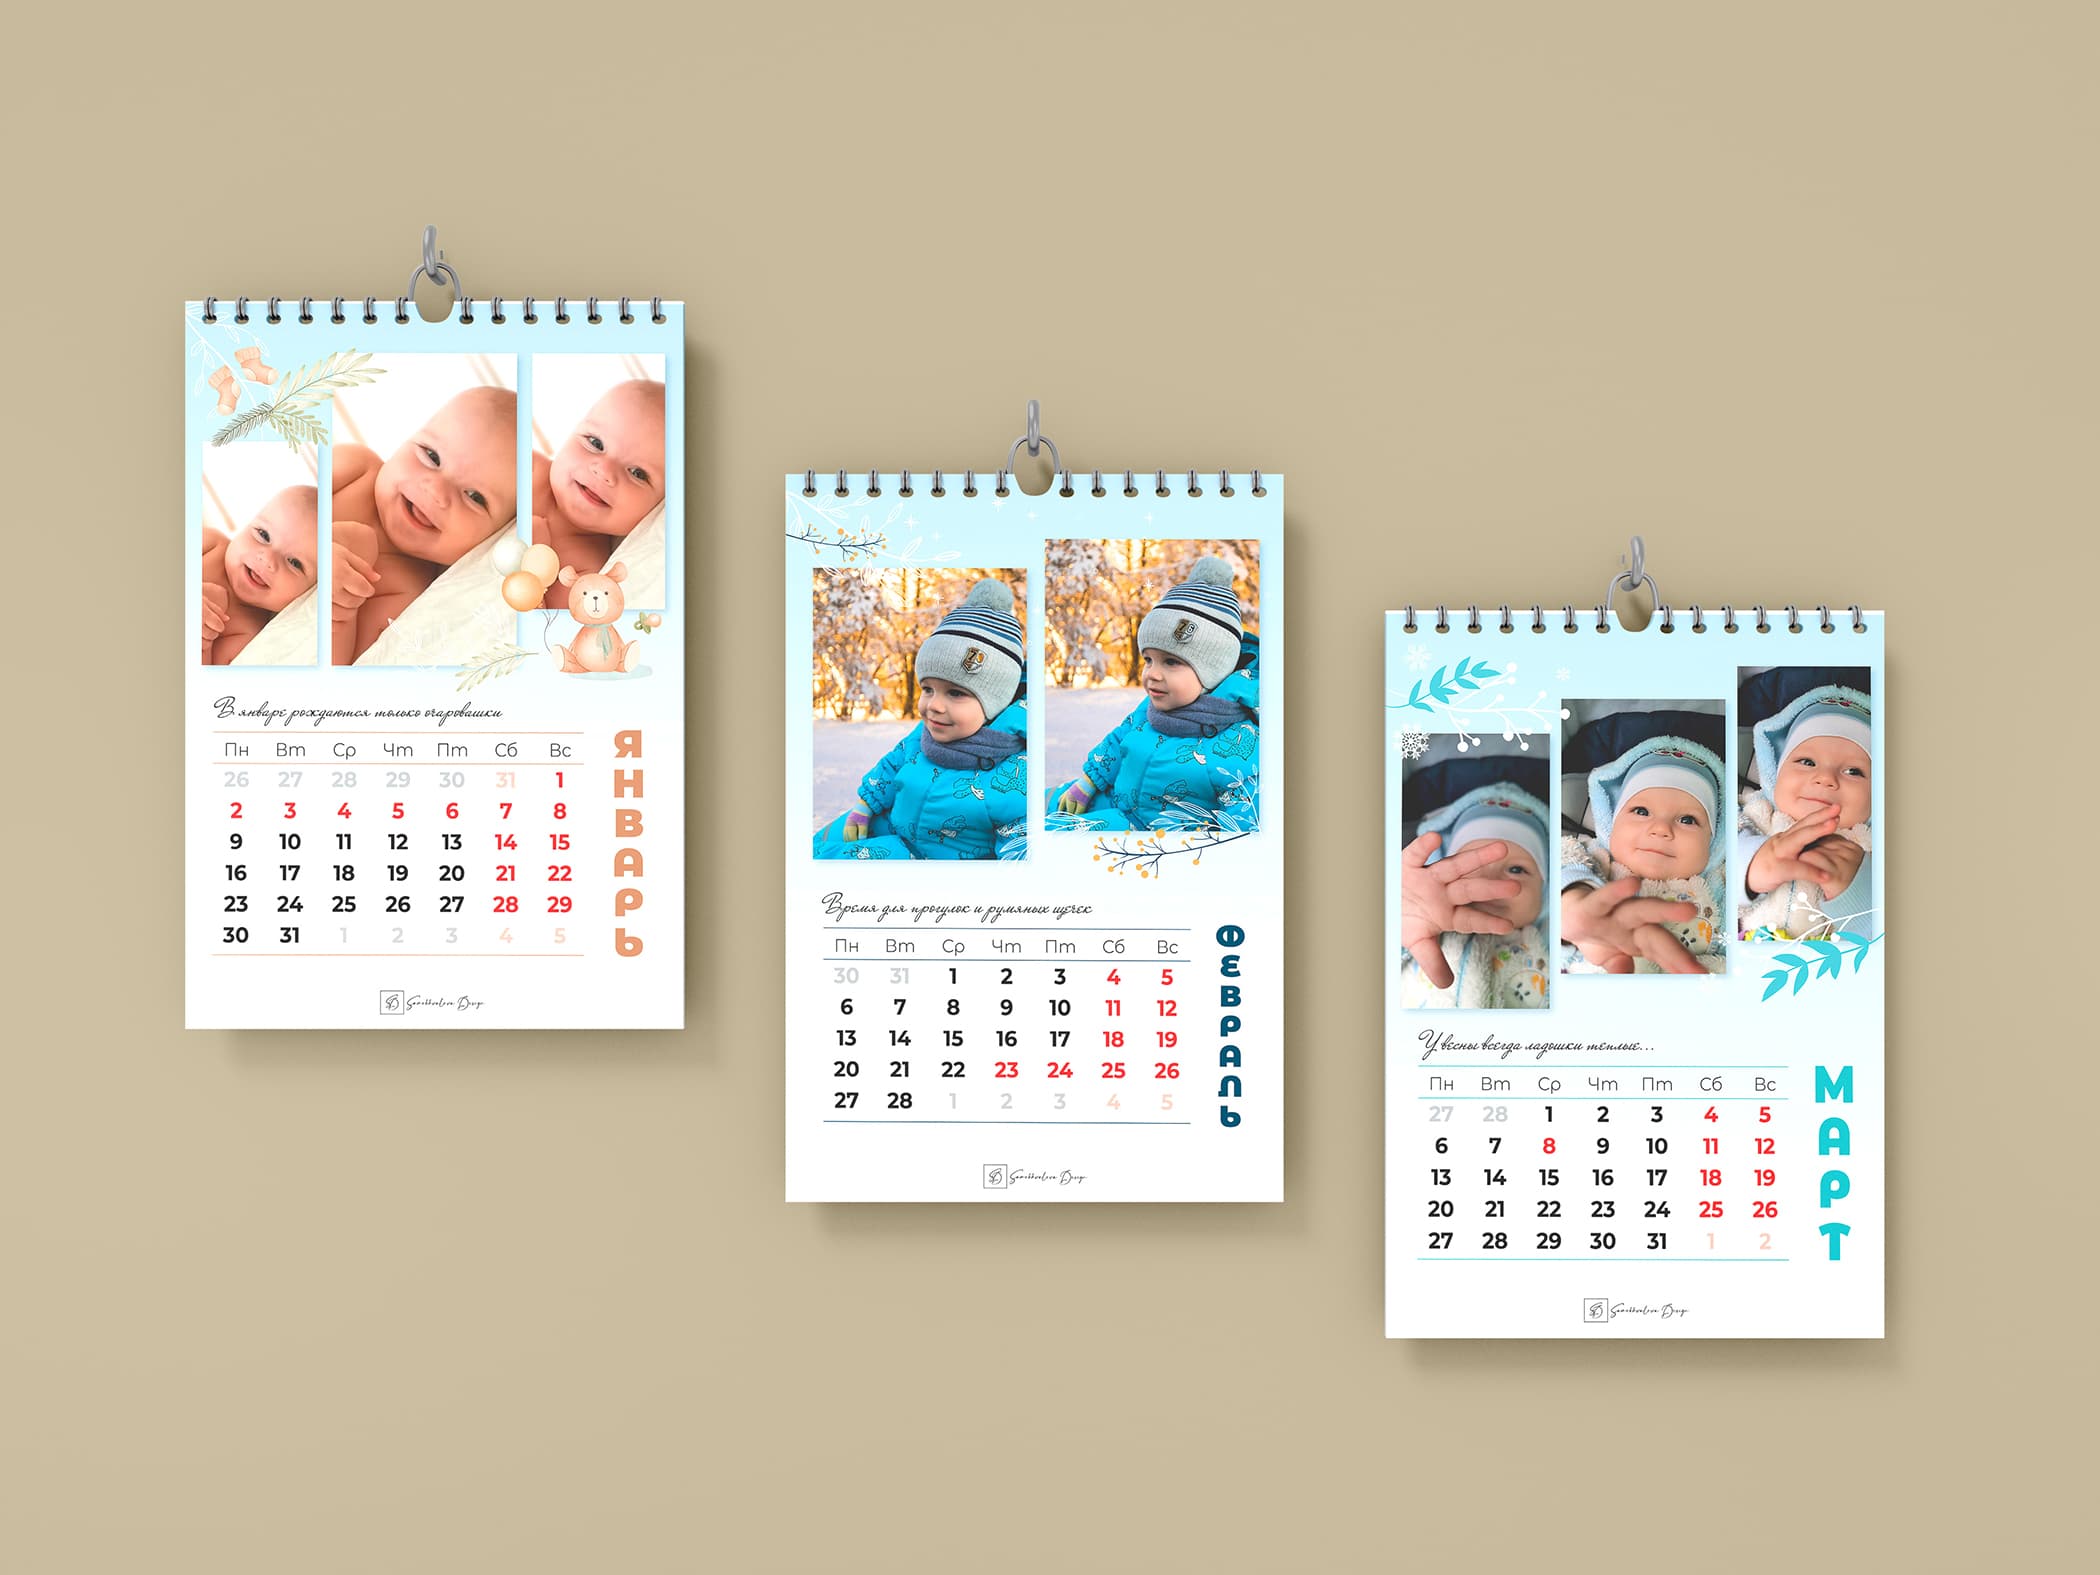 В январе рождаются только очаровашки
Пн Вт Ср Чт Пт Сб Вс
26 27 28 29 30 31 1
2 3 4 5 6 7 8
9 10 11 12 13 14 15
16 17 18 19 20 21 22
23 24 25 26 27 28 29
30 31 1 2 3 4 5
ЯНВАРЬ
Samokhvalova Design
Время для прогулок и румяных щечек
Пн Вт Ср Чт Пт Сб Вс
30 31 1 2 3 4 5
6 7 8 9 10 11 12
13 14 15 16 17 18 19
20 21 22 23 24 25 26
27 28 1 2 3 4 5
ФЕВРАЛЬ
Samokhvalova Design
У весны всегда ладошки теплые...
Пн Вт Ср Чт Пт Сб Вс
27 28 1 2 3 4 5
6 7 8 9 10 11 12
13 14 15 16 17 18 19
20 21 22 23 24 25 26
27 28 29 30 31 1 2
МАРТ
Samokhvalova Design